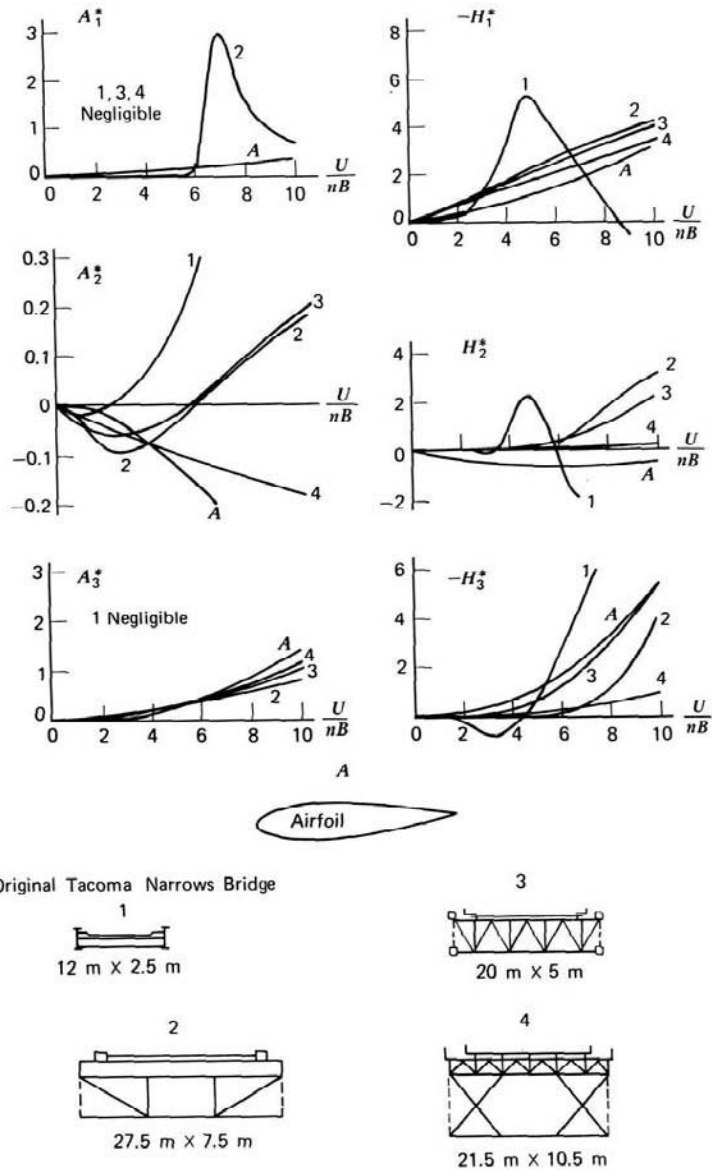 A₁*
3
2
1
0
2
1, 3, 4
Negligible
A
0 2 4 6 8 10
U/nB
-H₁*
8
6
4
2
0
1
2
3
4
A
0 2 4 6 8 10
U/nB
A₂*
0.3
0.2
0.1
0
-0.1
-0.2
1
3
2
2
A
4
U/nB
H₂*
4
2
0
-2
2
3
4
A
1
2 4 6 8 10
U/nB
A₃*
3
2
1
0
1 Negligible
A
4
3
2
0 2 4 6 8 10
U/nB
-H₃*
6
4
2
1
A
2
3
4
0 2 4 6 8 10
U/nB
A
Airfoil
Original Tacoma Narrows Bridge
1
12 m X 2.5 m
3
20 m X 5 m
2
27.5 m X 7.5 m
4
21.5 m X 10.5 m